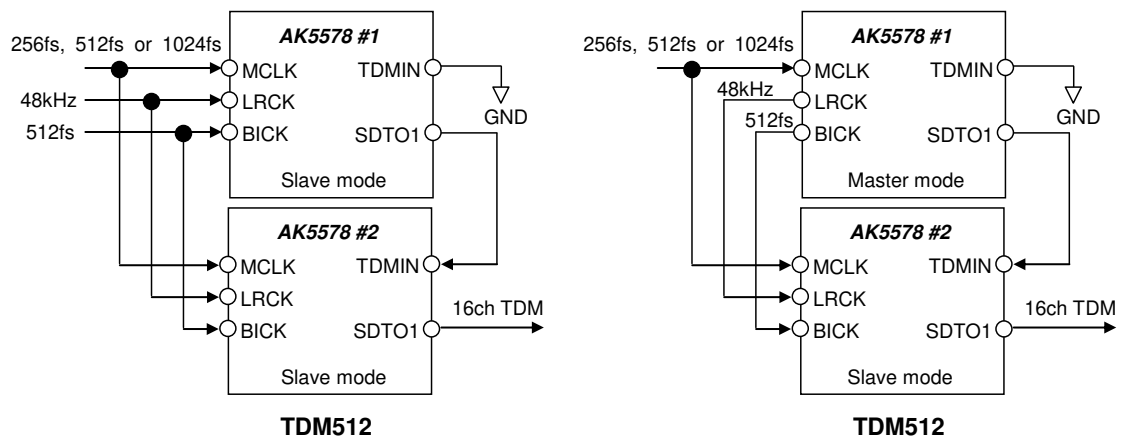 AK5578 #1
256fs, 512fs or 1024fs
MCLK
TDMIN
48kHz
LRCK
GND
512fs
BICK
SDTO1
Slave mode
AK5578 #2
MCLK
TDMIN
LRCK
16ch TDM
BICK
SDTO1
Slave mode
TDM512
AK5578 #1
256fs, 512fs or 1024fs
MCLK
TDMIN
48kHz
LRCK
GND
512fs
BICK
SDTO1
Master mode
AK5578 #2
MCLK
TDMIN
LRCK
16ch TDM
BICK
SDTO1
Slave mode
TDM512